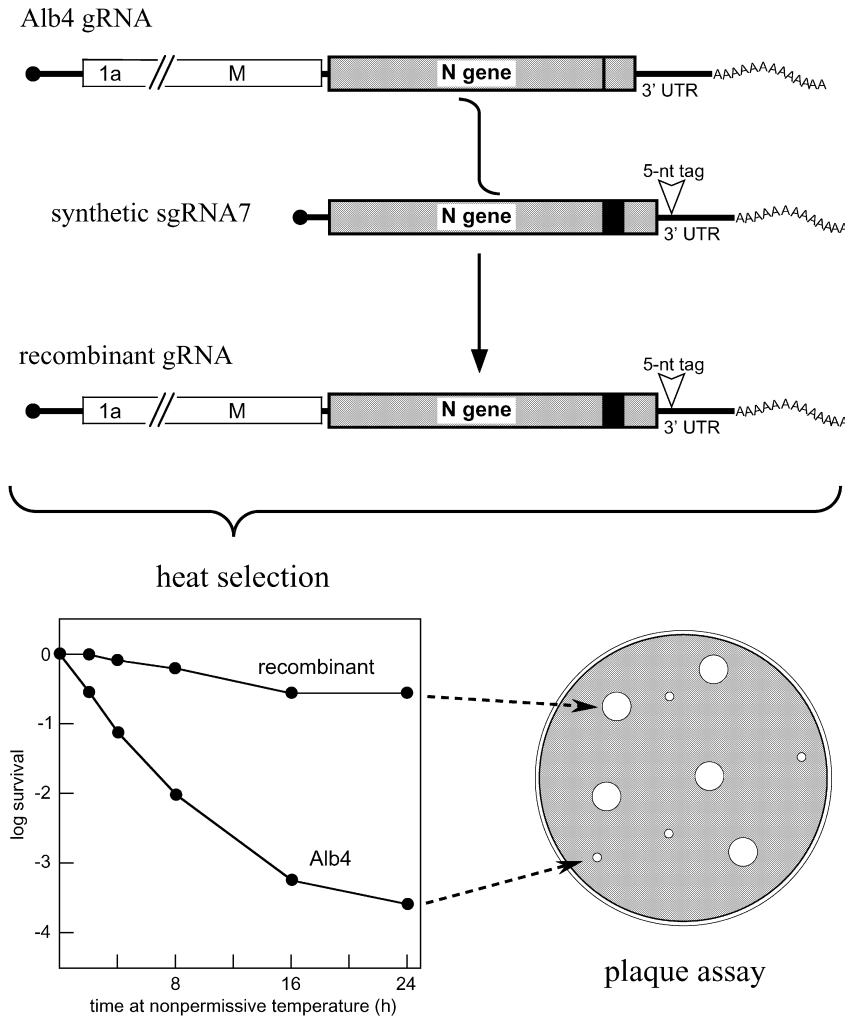 Alb4 gRNA
1a
M
N gene
3’ UTR
AAAAAAAAAAAAA
synthetic sgRNA7
N gene
5-nt tag
3’ UTR
AAAAAAAAAAAAA
recombinant gRNA
1a
M
N gene
5-nt tag
3’ UTR
AAAAAAAAAAAAA
heat selection
log survival
0
-1
-2
-3
-4
recombinant
Alb4
8
16
24
time at nonpermissive temperature (h)
plaque assay